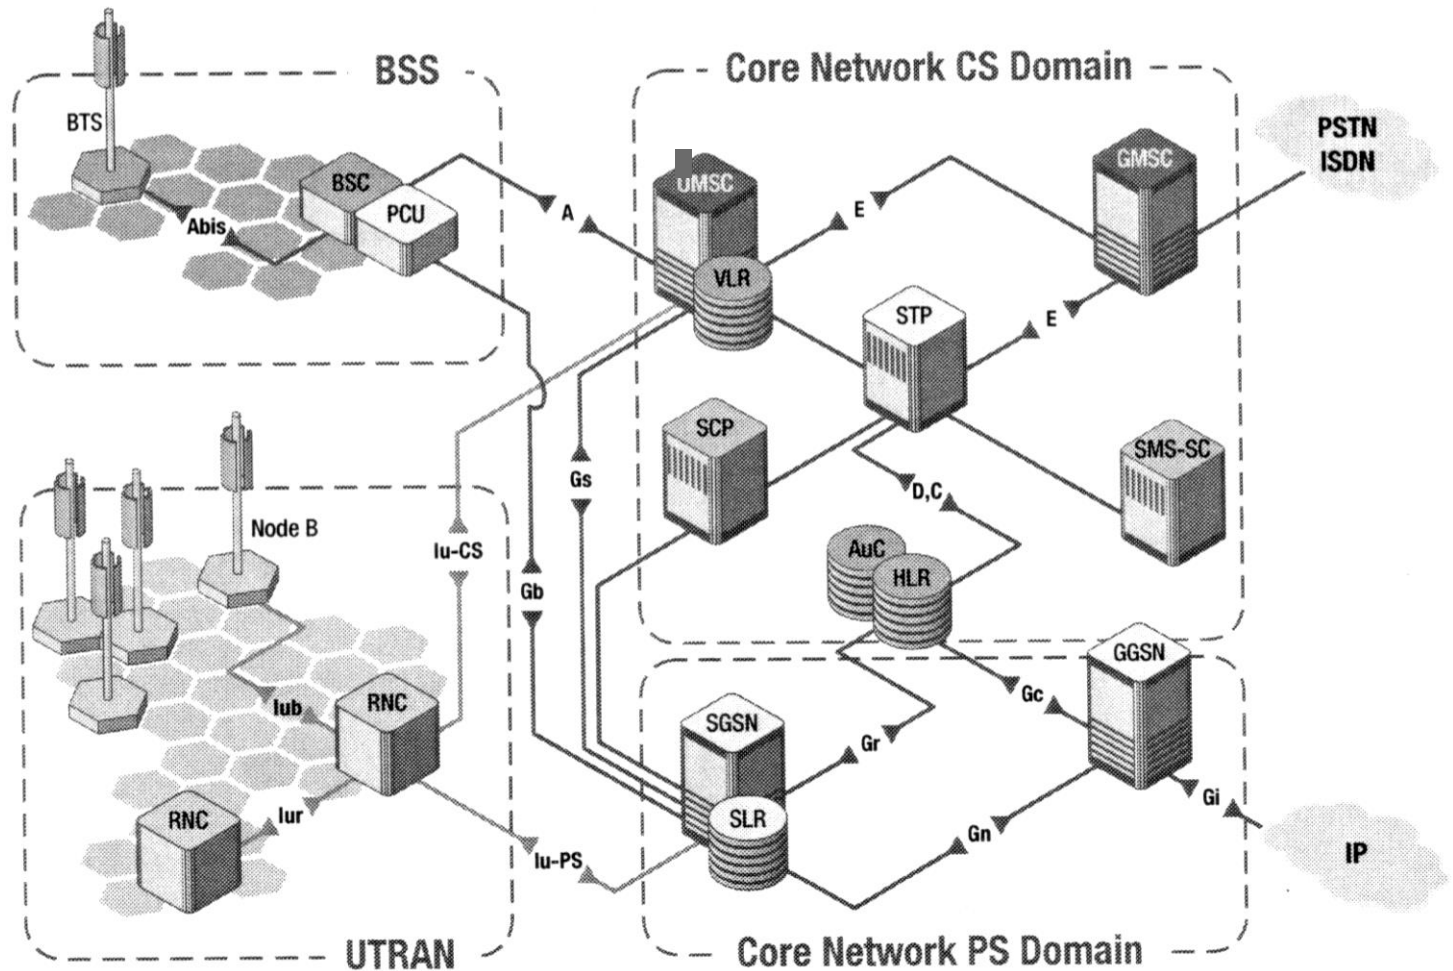 BSS
Core Network CS Domain
BTS
PSTN
ISDN
GMSC
BSC
UMSC
PCU
A
E
Abis
VLR
STP
E
SCP
SMS-SC
Gs
D,C
Node B
Iu-CS
AuC
HLR
Gb
GGSN
Gc
RNC
Iub
SGSN
Gr
Gi
Iur
RNC
SLR
Gn
Iu-PS
IP
UTRAN
Core Network PS Domain